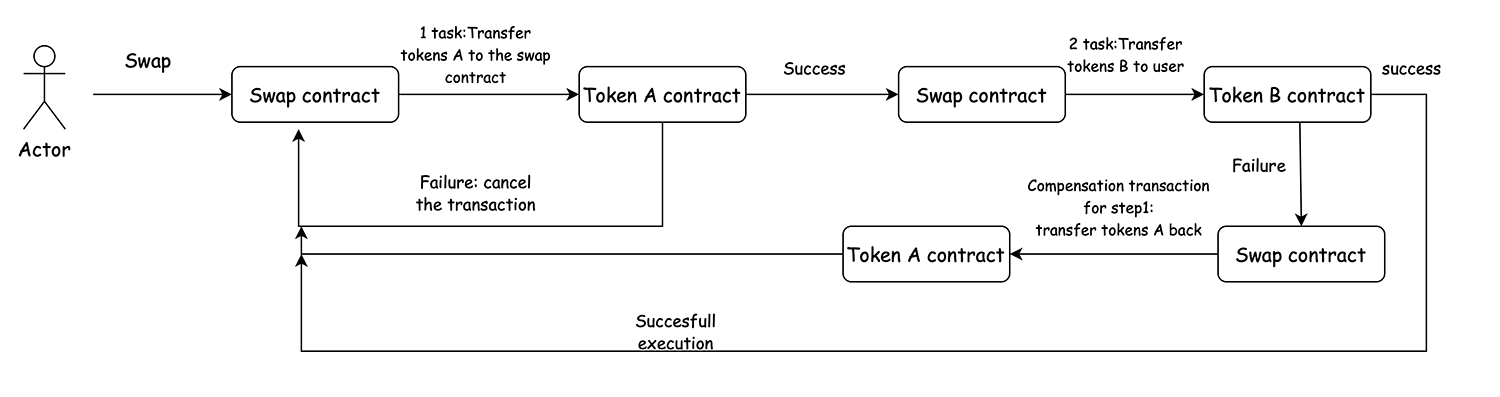 Actor
Swap
Swap contract
1 task:Transfer
tokens A to the swap
contract
Token A contract
Success
Swap contract
2 task:Transfer
tokens B to user
Token B contract
success
Failure: cancel
the transaction
Failure
Compensation transaction
for step1:
transfer tokens A back
Token A contract
Swap contract
Succesfull
execution